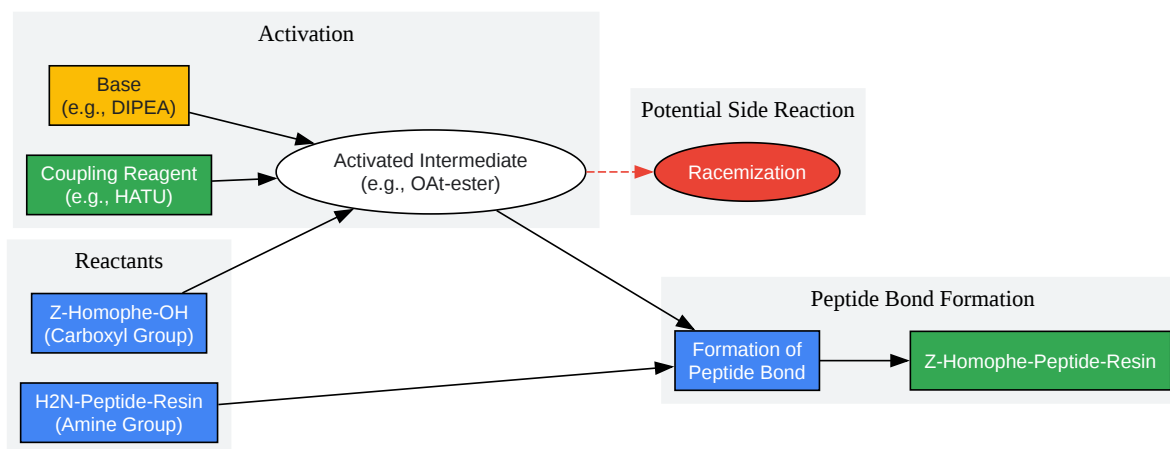 Activation
Base
(e.g., DIPEA)
Coupling Reagent
(e.g., HATU)
Activated Intermediate
(e.g., OAt-ester)
Potential Side Reaction
Racemization
Reactants
Z-Homophe-OH
(Carboxyl Group)
H2N-Peptide-Resin
(Amine Group)
Peptide Bond Formation
Formation of
Peptide Bond
Z-Homophe-Peptide-Resin